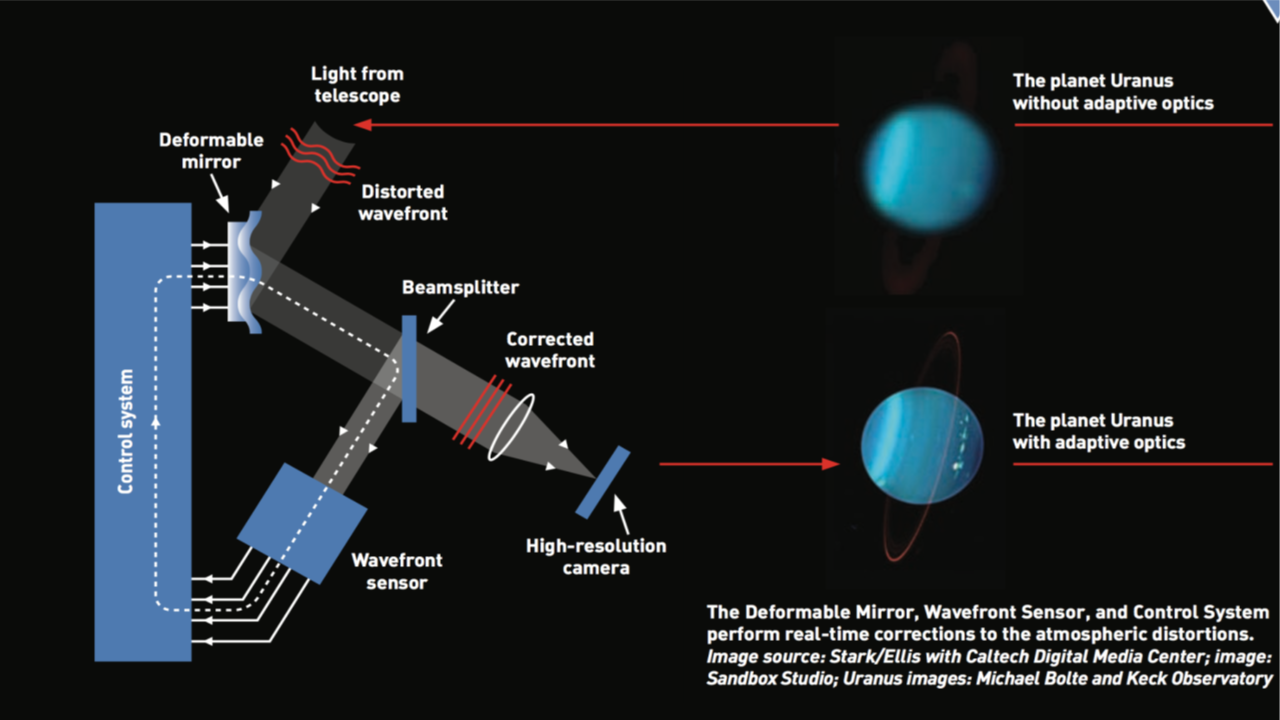 Light from
telescope
Deformable
mirror
Distorted
wavefront
Beamsplitter
Corrected
wavefront
Control system
Wavefront
sensor
High-resolution
camera
The planet Uranus
without adaptive optics
The planet Uranus
with adaptive optics
The Deformable Mirror, Wavefront Sensor, and Control System
perform real-time corrections to the atmospheric distortions.
Image source: Stark/Ellis with Caltech Digital Media Center; image:
Sandbox Studio; Uranus images: Michael Bolte and Keck Observatory